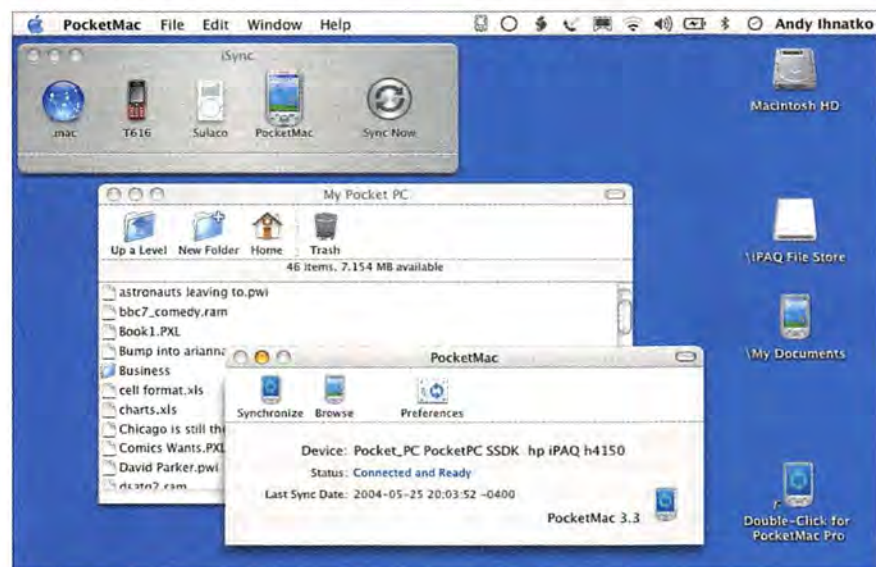 PocketMac File Edit Window Help Andy Ihnatko
iSync
.mac T616 Sulaco PocketMac Sync Now
Macintosh HD
My Pocket PC
Up a Level New Folder Home Trash
46 items, 7.154 MB available
astronauts leaving to.pwi
bbc7_comedy.ram
Book1.PXL
Bump into arianna
Business
cell format.xls
charts.xls
Chicago is still the
Comics Wants.PXL
David Parker.pwi
dsatq2.ram
\iPAQ File Store
\My Documents
PocketMac
Synchronize Browse Preferences
Device: Pocket_PC PocketPC SSDK hp iPAQ h4150
Status: Connected and Ready
Last Sync Date: 2004-05-25 20:03:52 -0400
PocketMac 3.3
Double-Click for
PocketMac Pro